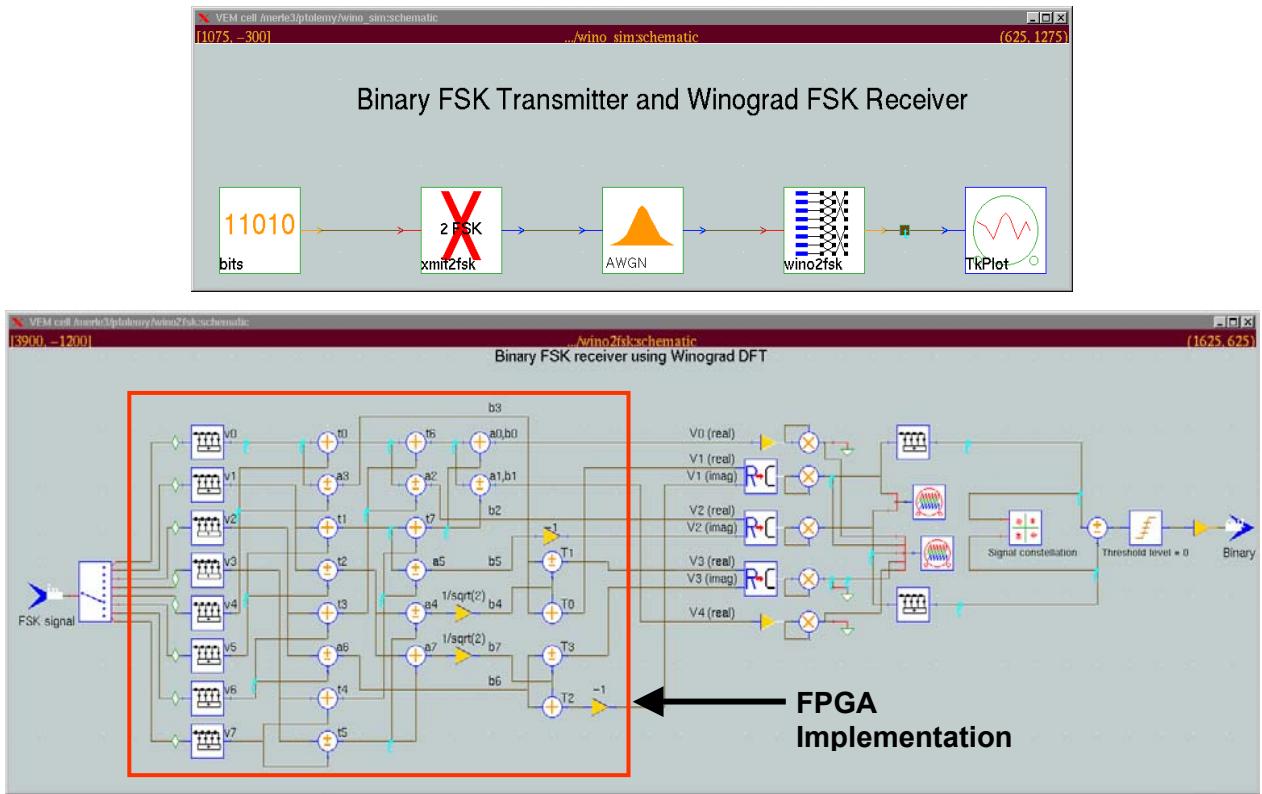 VEM cell /merle3/ptolemy/wino_sim:schematic
[1075, -300] .../wino_sim:schematic (625, 1275)
Binary FSK Transmitter and Winograd FSK Receiver
11010
2 FSK
bits xmit2fsk AWGN wino2fsk TkPlot
VEM cell /merle3/ptolemy/wino2fsk:schematic
[3900, -1200] .../wino2fsk:schematic (1625, 625)
Binary FSK receiver using Winograd DFT
b3
v0 t0 t6 a0,b0 V0 (real)
V1 (real)
v1 a3 a2 a1,b1 V1 (imag) R C
b2 V2 (real)
v2 t1 t7 -1 V2 (imag) R C
Signal constellation Threshold level = 0 Binary
v3 t2 a5 b5 T1 V3 (real)
V3 (imag) R C
1/sqrt(2)
v4 t3 a4 b4 T0 V4 (real)
FSK signal
1/sqrt(2)
v5 a6 a7 b7 T3
b6
v6 t4 T2 -1
FPGA
Implementation
v7 t5